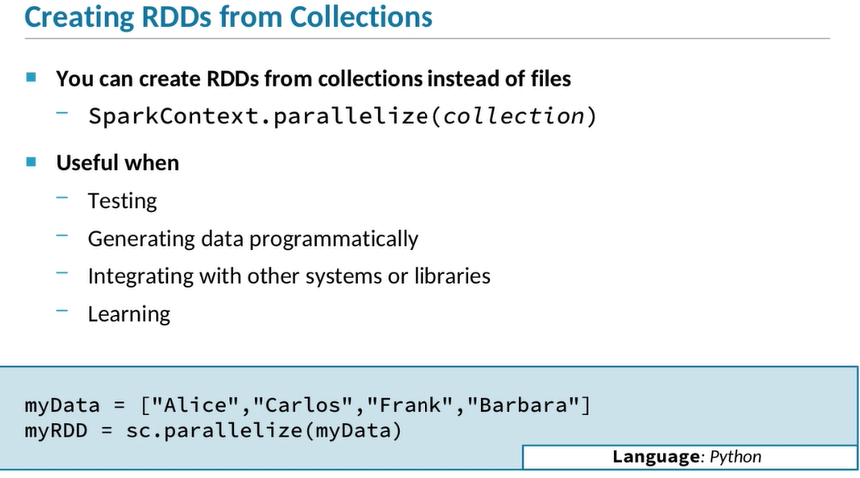 Creating RDDs from Collections
You can create RDDs from collections instead of files
– SparkContext.parallelize(collection)
Useful when
– Testing
– Generating data programmatically
– Integrating with other systems or libraries
– Learning
myData = ["Alice","Carlos","Frank","Barbara"]
myRDD = sc.parallelize(myData)
Language: Python